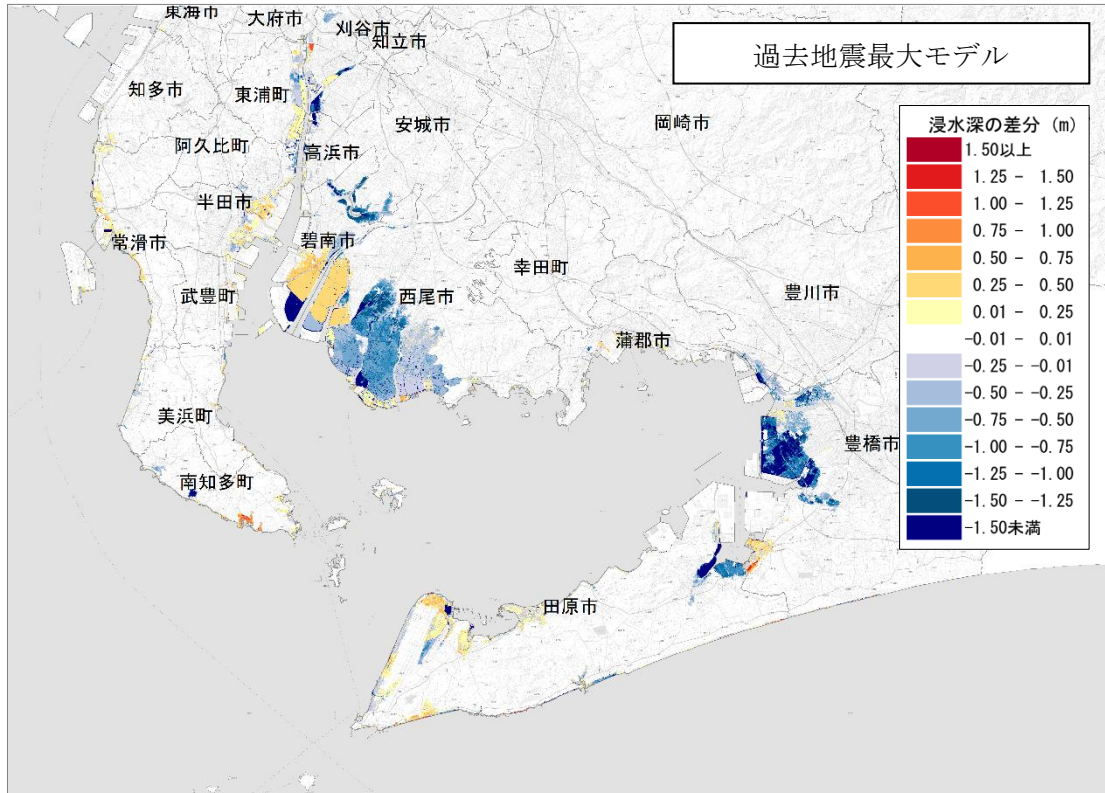 東海市
大府市
刈谷市
知立市
過去地震最大モデル
知多市
東浦町
安城市
岡崎市
阿久比町
高浜市
半田市
碧南市
常滑市
武豊町
西尾市
幸田町
豊川市
蒲郡市
美浜町
豊橋市
南知多町
田原市
浸水深の差分 (m)
1.50以上
1.25 - 1.50
1.00 - 1.25
0.75 - 1.00
0.50 - 0.75
0.25 - 0.50
0.01 - 0.25
-0.01 - 0.01
-0.25 - -0.01
-0.50 - -0.25
-0.75 - -0.50
-1.00 - -0.75
-1.25 - -1.00
-1.50 - -1.25
-1.50未満